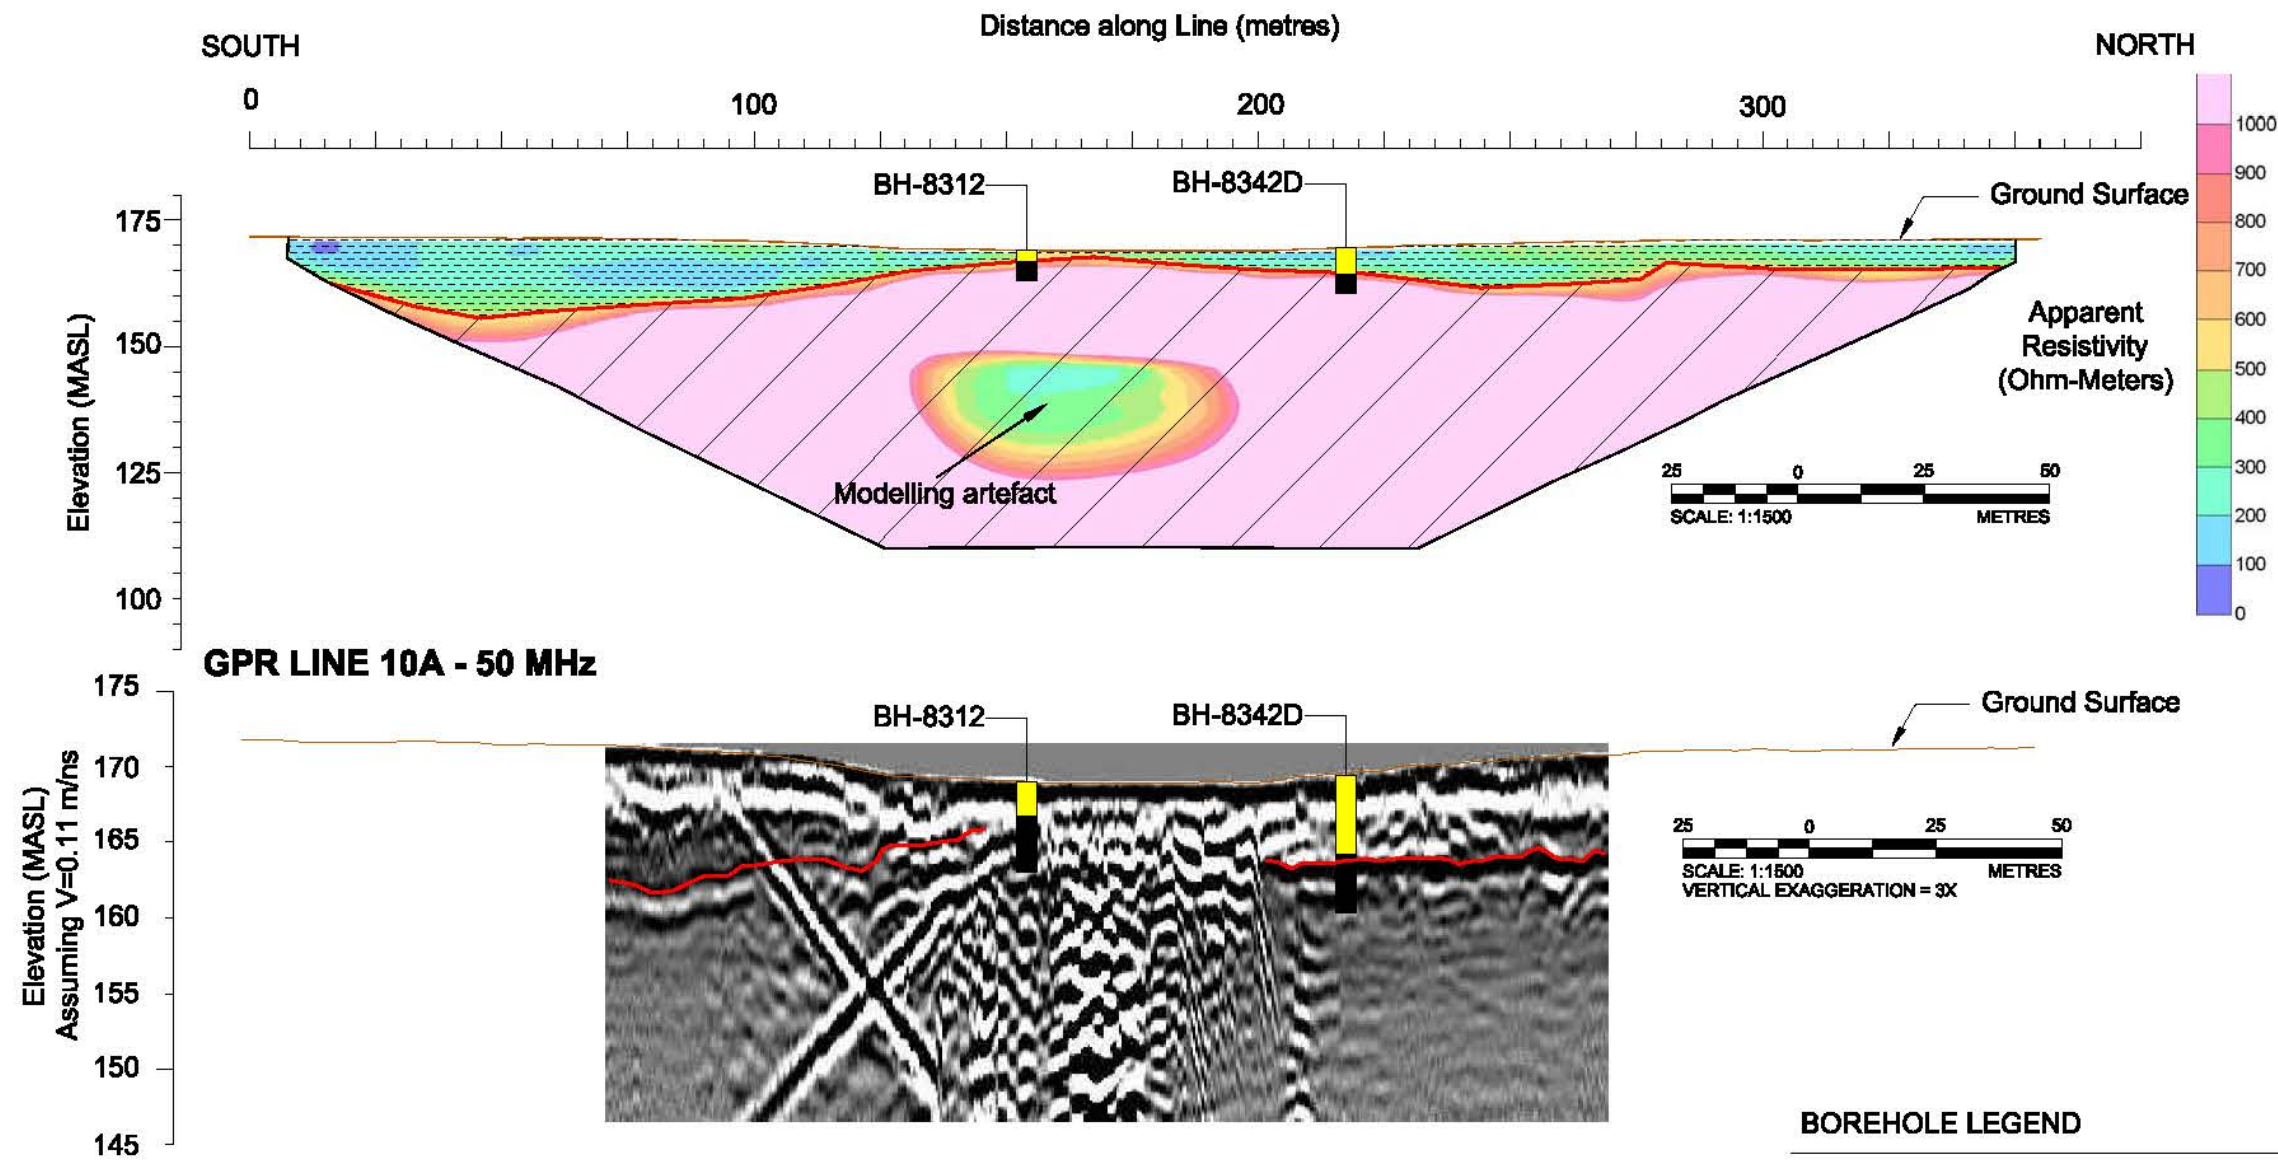 Distance along Line (metres)
SOUTH
NORTH
0
100
200
300
BH-8312
BH-8342D
Ground Surface
175
150
125
100
Elevation (MASL)
Modelling artefact
1000
900
800
700
600
500
400
300
200
100
0
Apparent
Resistivity
(Ohm-Meters)
25 0 25 50
SCALE: 1:1500 METRES
GPR LINE 10A - 50 MHz
BH-8312
BH-8342D
Ground Surface
175
170
165
160
155
150
145
Elevation (MASL)
Assuming V=0.11 m/ns
25 0 25 50
SCALE: 1:1500 METRES
VERTICAL EXAGGERATION = 3X
BOREHOLE LEGEND